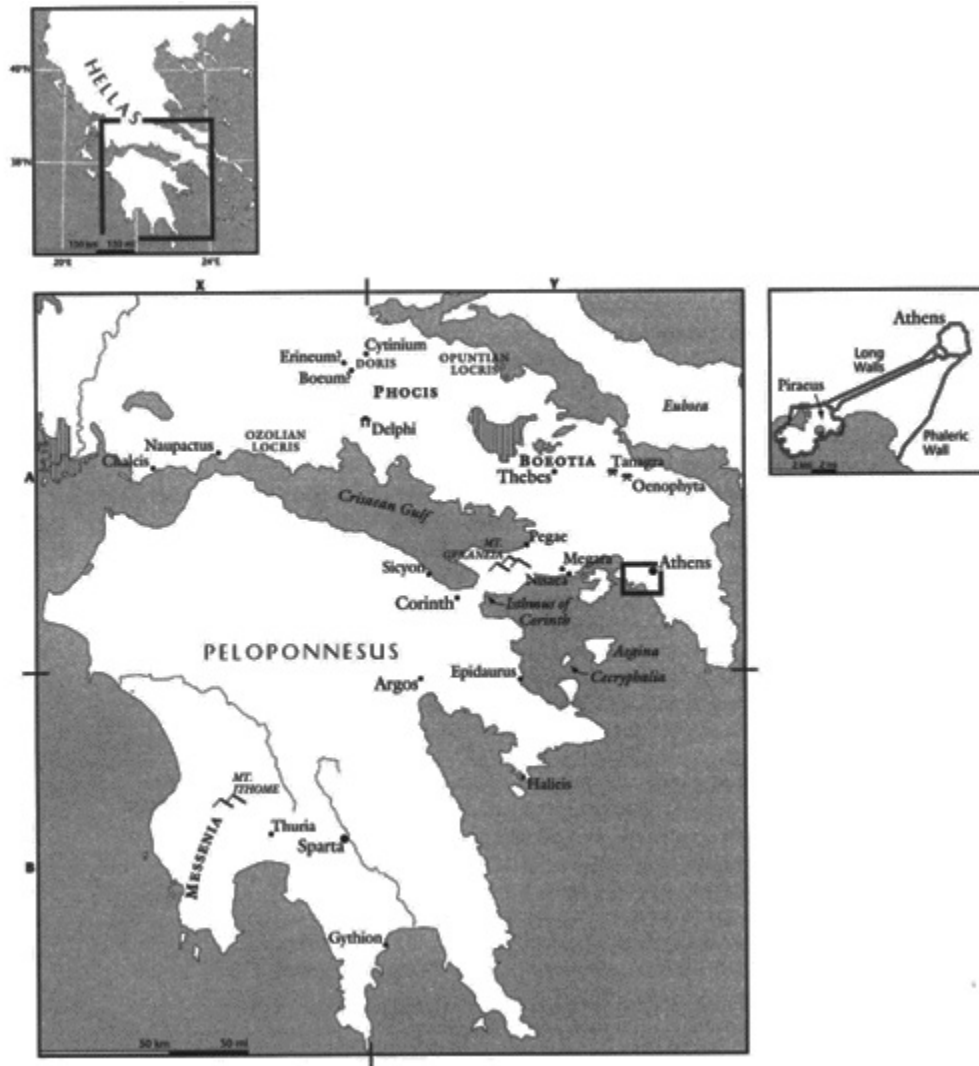 40°N
HELLAS
38°N
100 km 100 mi
20°E 24°E
X Y
Cytinium
Erineum?
DORIS
Boeum?
OPUNTIAN
LOCRIS
PHOCIS
Euboea
Delphi
OZOLIAN
LOCRIS
Naupactus
Chalcis
A
BOEOTIA
Tanagra
Thebes
Oenophyta
Crisaean Gulf
Pegae
MT.
GERANEIA
Megara
Athens
Sicyon
Nisaea
Corinth
Isthmus of
Corinth
PELOPONNESUS
Aegina
Epidaurus
Cecryphalia
Argos
Halieis
MT.
ITHOME
Thuria
MESSENIA
Sparta
B
Gythion
50 km 50 mi
Athens
Long
Walls
Piraeus
Phaleric
Wall